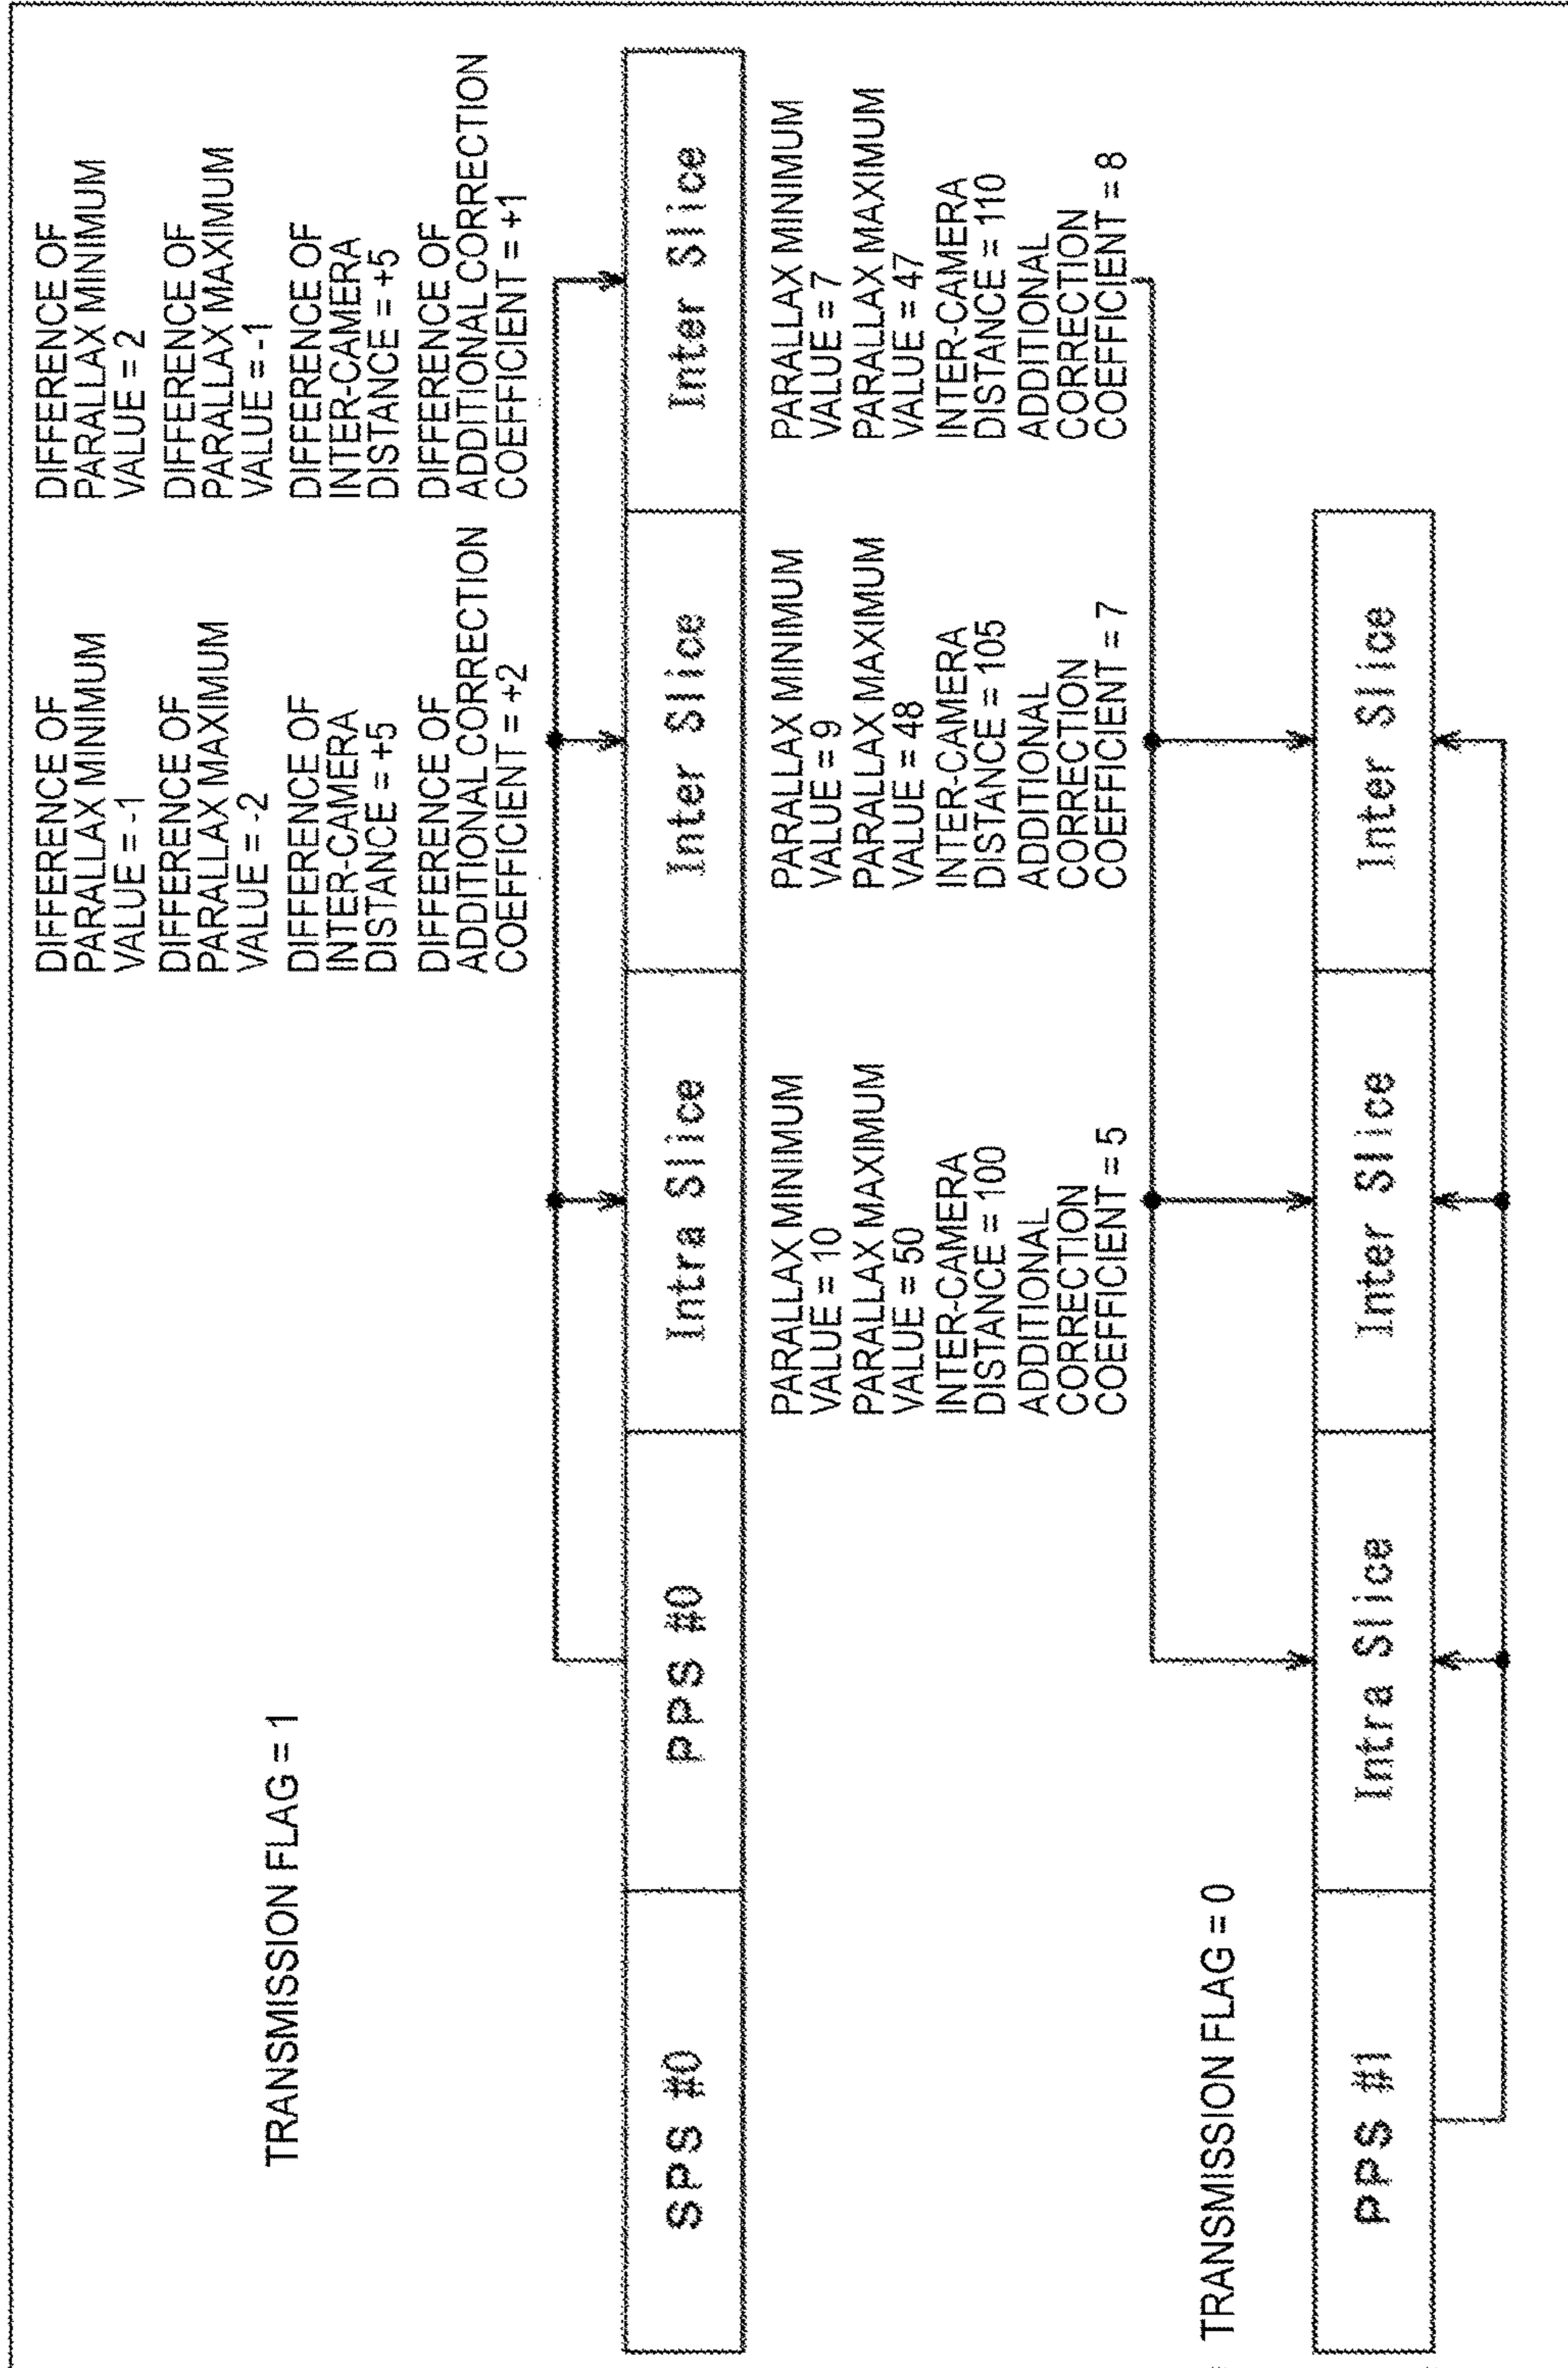 TRANSMISSION FLAG = 1
DIFFERENCE OF
PARALLAX MINIMUM
VALUE = -1
DIFFERENCE OF
PARALLAX MAXIMUM
VALUE = -2
DIFFERENCE OF
INTER-CAMERA
DISTANCE = +5
DIFFERENCE OF
ADDITIONAL CORRECTION
COEFFICIENT = +2
DIFFERENCE OF
PARALLAX MINIMUM
VALUE = 2
DIFFERENCE OF
PARALLAX MAXIMUM
VALUE = -1
DIFFERENCE OF
INTER-CAMERA
DISTANCE = +5
DIFFERENCE OF
ADDITIONAL CORRECTION
COEFFICIENT = +1
SPS #0
PPS #0
Intra Slice
Inter Slice
Inter Slice
PARALLAX MINIMUM
VALUE = 10
PARALLAX MAXIMUM
VALUE = 50
INTER-CAMERA
DISTANCE = 100
ADDITIONAL
CORRECTION
COEFFICIENT = 5
PARALLAX MINIMUM
VALUE = 9
PARALLAX MAXIMUM
VALUE = 48
INTER-CAMERA
DISTANCE = 105
ADDITIONAL
CORRECTION
COEFFICIENT = 7
PARALLAX MINIMUM
VALUE = 7
PARALLAX MAXIMUM
VALUE = 47
INTER-CAMERA
DISTANCE = 110
ADDITIONAL
CORRECTION
COEFFICIENT = 8
TRANSMISSION FLAG = 0
PPS #1
Intra Slice
Inter Slice
Inter Slice